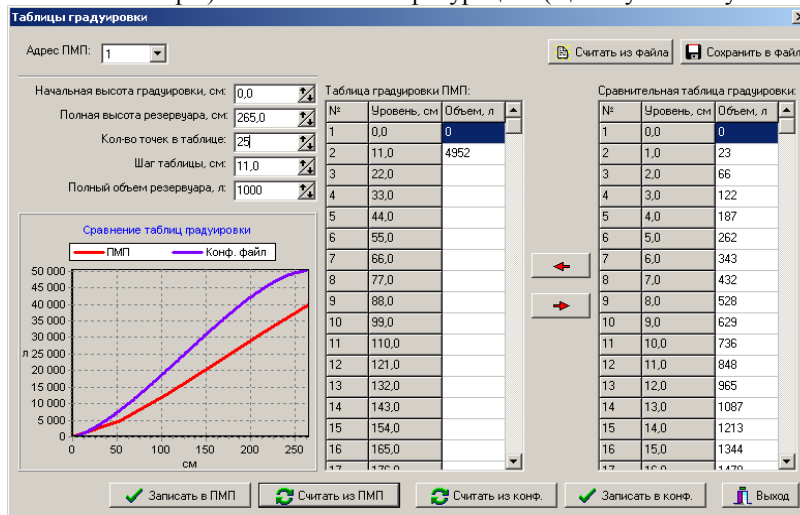 Таблицы градуировки
Адрес ПМП: 1
Считать из файла
Сохранить в файл
Начальная высота градуировки, см: 0,0
Полная высота резервуара, см: 265,0
Кол-во точек в таблице: 25
Шаг таблицы, см: 11,0
Полный объем резервуара, л: 1000
Сравнение таблиц градуировки
ПМП Конф. файл
50 000
45 000
40 000
35 000
30 000
л 25 000
20 000
15 000
10 000
5 000
0
0 50 100 150 200 250
см
Таблица градуировки ПМП:
№ Уровень, см Объем, л
1 0,0 0
2 11,0 4952
3 22,0
4 33,0
5 44,0
6 55,0
7 66,0
8 77,0
9 88,0
10 99,0
11 110,0
12 121,0
13 132,0
14 143,0
15 154,0
16 165,0
17 176,0
Сравнительная таблица градуировки:
№ Уровень, см Объем, л
1 0,0 0
2 1,0 23
3 2,0 66
4 3,0 122
5 4,0 187
6 5,0 262
7 6,0 343
8 7,0 432
9 8,0 528
10 9,0 629
11 10,0 736
12 11,0 848
13 12,0 965
14 13,0 1087
15 14,0 1213
16 15,0 1344
17 16,0 1479
Записать в ПМП
Считать из ПМП
Считать из конф.
Записать в конф.
Выход